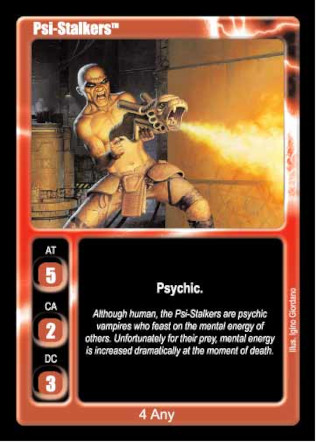 Psi-Stalkers™
AT
5
CA
2
DC
3
Psychic.
Although human, the Psi-Stalkers are psychic
vampires who feast on the mental energy of
others. Unfortunately for their prey, mental energy
is increased dramatically at the moment of death.
Illus. Igho Giordano
4 Any